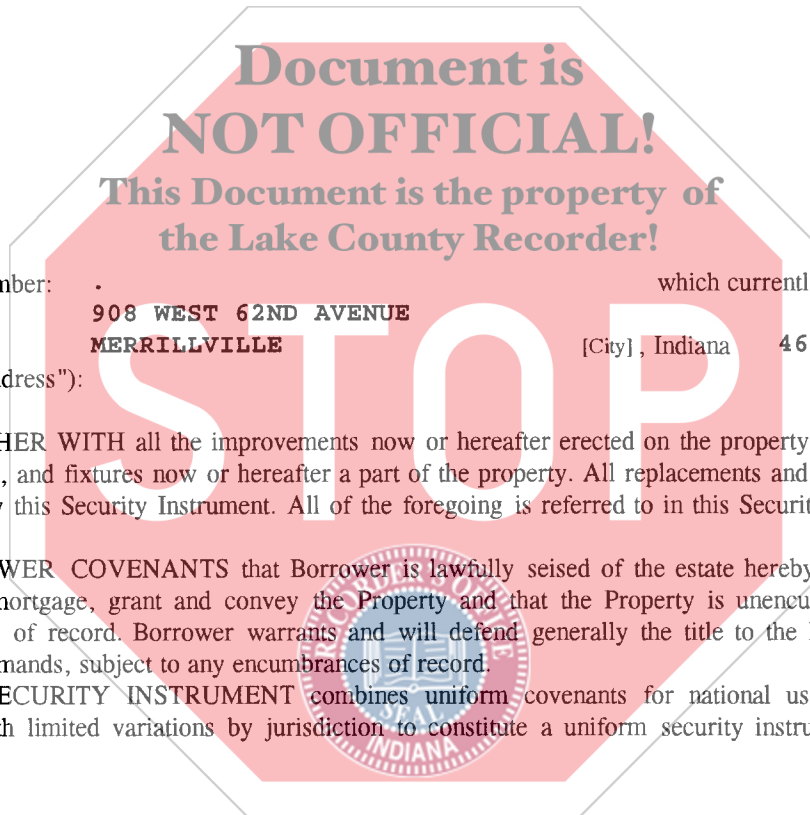 Document is
NOT OFFICIAL!
This Document is the property of
the Lake County Recorder!
mber: . which currentl
908 WEST 62ND AVENUE
MERRILLVILLE [City] , Indiana 46
dress"):
STOP
HER WITH all the improvements now or hereafter erected on the property
, and fixtures now or hereafter a part of the property. All replacements and
y this Security Instrument. All of the foregoing is referred to in this Securit
WER COVENANTS that Borrower is lawfully seised of the estate hereby
nortgage, grant and convey the Property and that the Property is unencu
of record. Borrower warrants and will defend generally the title to the
mands, subject to any encumbrances of record.
ECURITY INSTRUMENT combines uniform covenants for national us
th limited variations by jurisdiction to constitute a uniform security instru
RECORDER'S OFFICE
SEAL
INDIANA